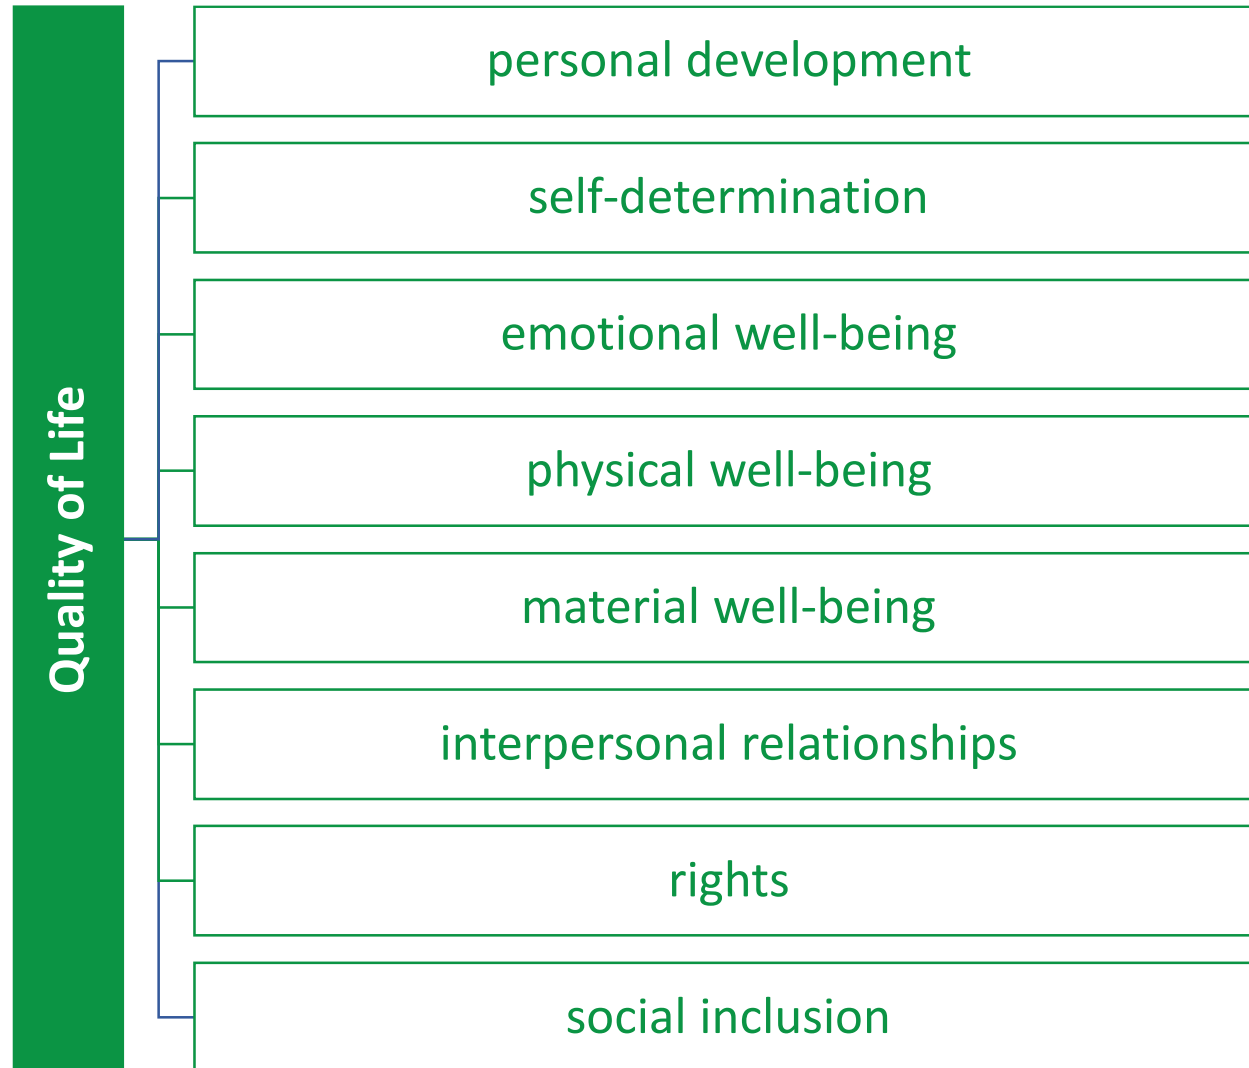 Quality of Life
personal development
self-determination
emotional well-being
physical well-being
material well-being
interpersonal relationships
rights
social inclusion